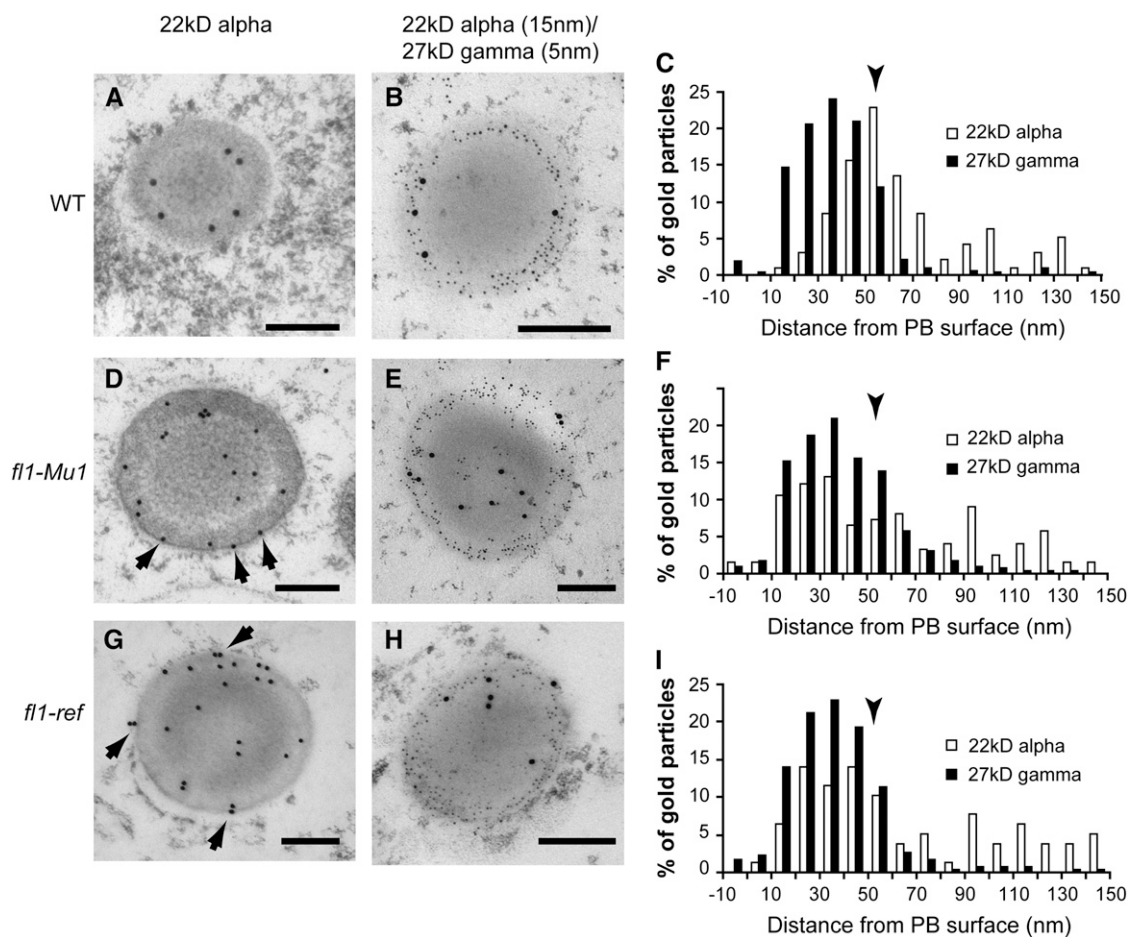 22kD alpha
22kD alpha (15nm)/
27kD gamma (5nm)
WT
A
B
C
% of gold particles
25
20
15
10
5
0
22kD alpha
27kD gamma
-10 10 30 50 70 90 110 130 150
Distance from PB surface (nm)
fl1-Mu1
D
E
F
% of gold particles
20
15
10
5
0
22kD alpha
27kD gamma
-10 10 30 50 70 90 110 130 150
Distance from PB surface (nm)
fl1-ref
G
H
I
% of gold particles
25
20
15
10
5
0
22kD alpha
27kD gamma
-10 10 30 50 70 90 110 130 150
Distance from PB surface (nm)